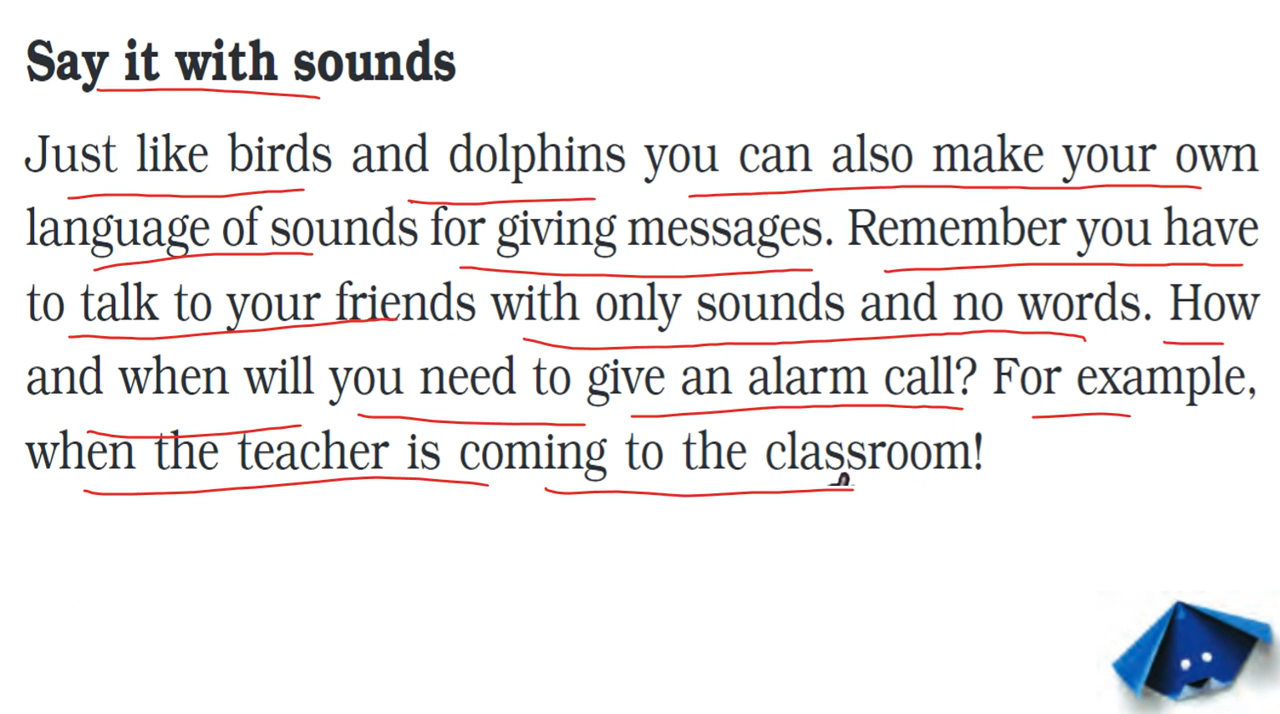 Say it with sounds
Just like birds and dolphins you can also make your own
language of sounds for giving messages. Remember you have
to talk to your friends with only sounds and no words. How
and when will you need to give an alarm call? For example,
when the teacher is coming to the classroom!